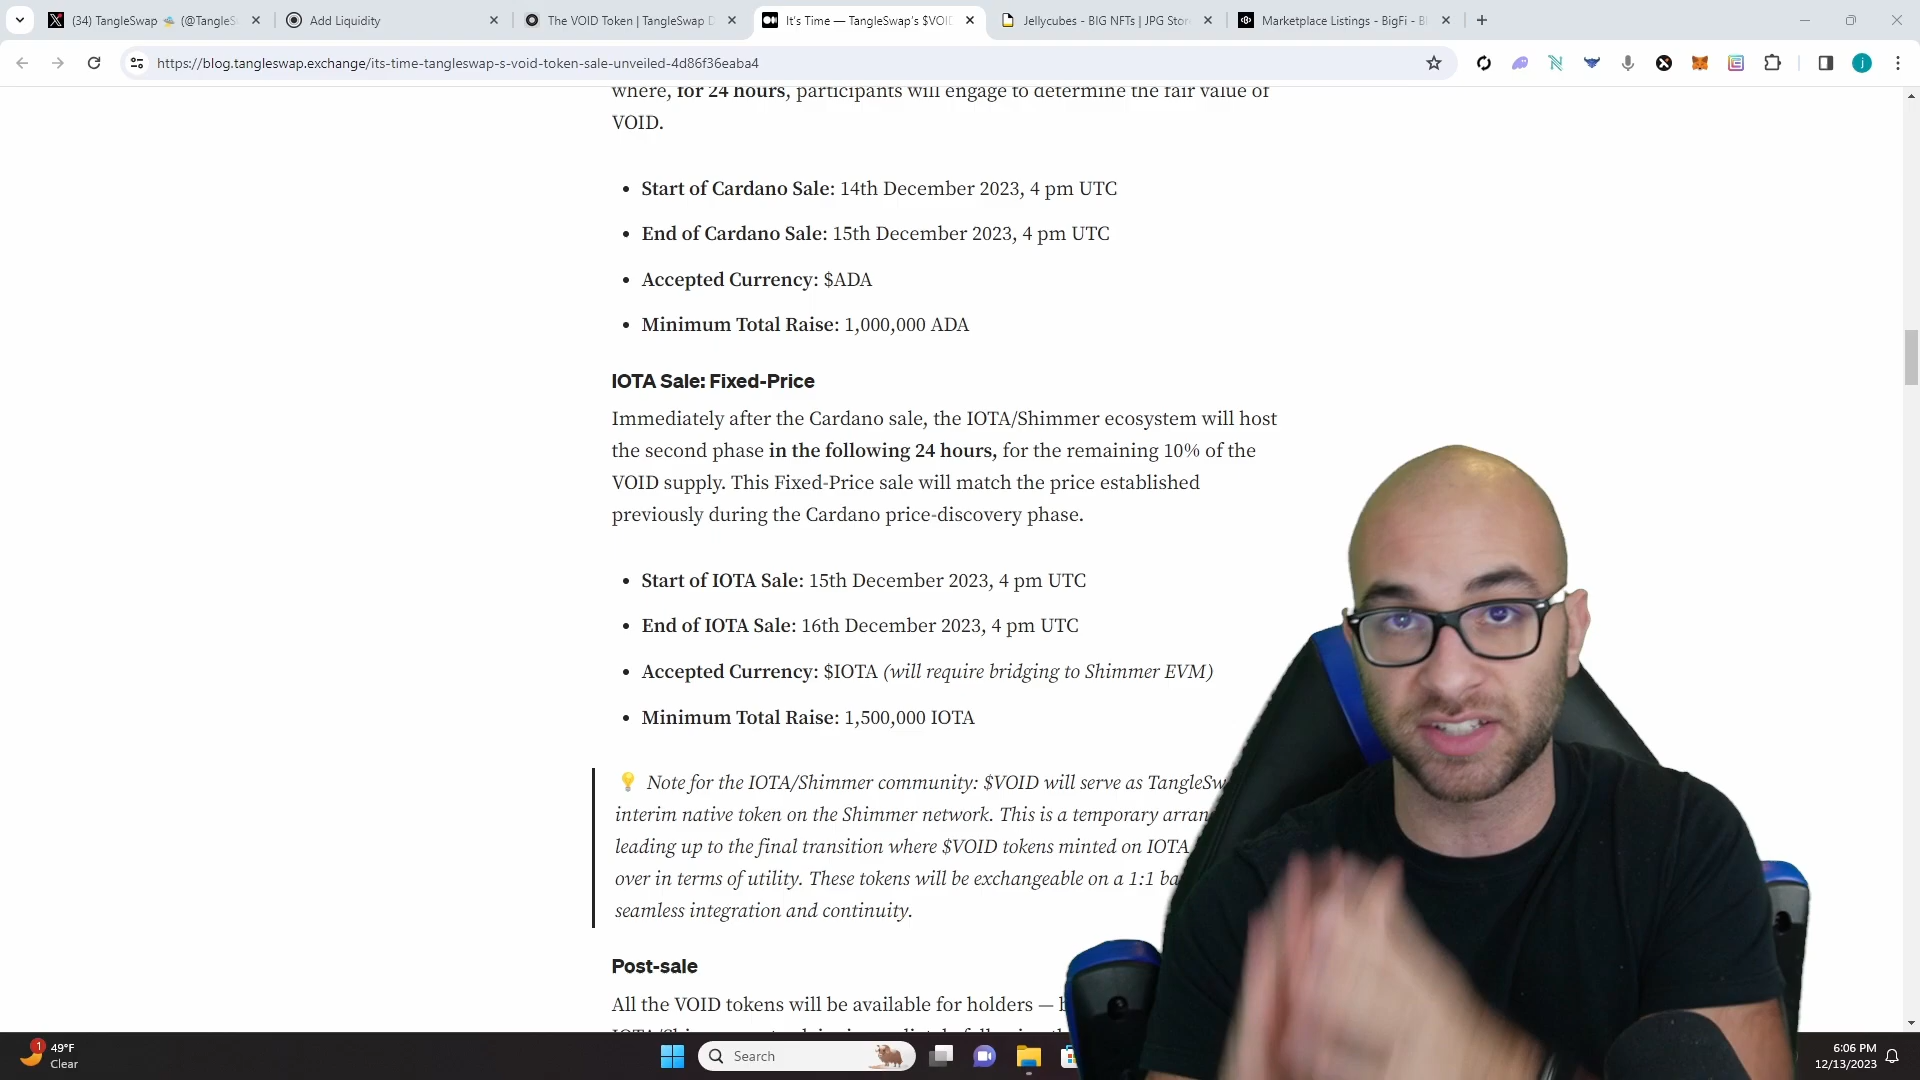 (34) TangleSwap 🛸 (@TangleS
Add Liquidity
The VOID Token | TangleSwap D
It's Time — TangleSwap's $VOID
Jellycubes - BIG NFTs | JPG Stor
Marketplace Listings - BigFi - B
https://blog.tangleswap.exchange/its-time-tangleswap-s-void-token-sale-unveiled-4d86f36eaba4
j
where, for 24 hours, participants will engage to determine the fair value of
VOID.
• Start of Cardano Sale: 14th December 2023, 4 pm UTC
• End of Cardano Sale: 15th December 2023, 4 pm UTC
• Accepted Currency: $ADA
• Minimum Total Raise: 1,000,000 ADA
IOTA Sale: Fixed-Price
Immediately after the Cardano sale, the IOTA/Shimmer ecosystem will host
the second phase in the following 24 hours, for the remaining 10% of the
VOID supply. This Fixed-Price sale will match the price established
previously during the Cardano price-discovery phase.
• Start of IOTA Sale: 15th December 2023, 4 pm UTC
• End of IOTA Sale: 16th December 2023, 4 pm UTC
• Accepted Currency: $IOTA (will require bridging to Shimmer EVM)
• Minimum Total Raise: 1,500,000 IOTA
💡 Note for the IOTA/Shimmer community: $VOID will serve as TangleSw
interim native token on the Shimmer network. This is a temporary arran
leading up to the final transition where $VOID tokens minted on IOTA
over in terms of utility. These tokens will be exchangeable on a 1:1 ba
seamless integration and continuity.
Post-sale
All the VOID tokens will be available for holders —
1
49°F
Clear
Search
6:06 PM
12/13/2023